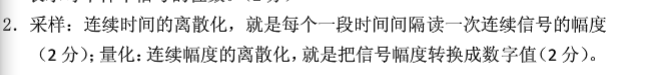 2. 采样：连续时间的离散化，就是每个一段时间间隔读一次连续信号的幅度
（2 分）；量化：连续幅度的离散化，就是把信号幅度转换成数字值（2 分）。